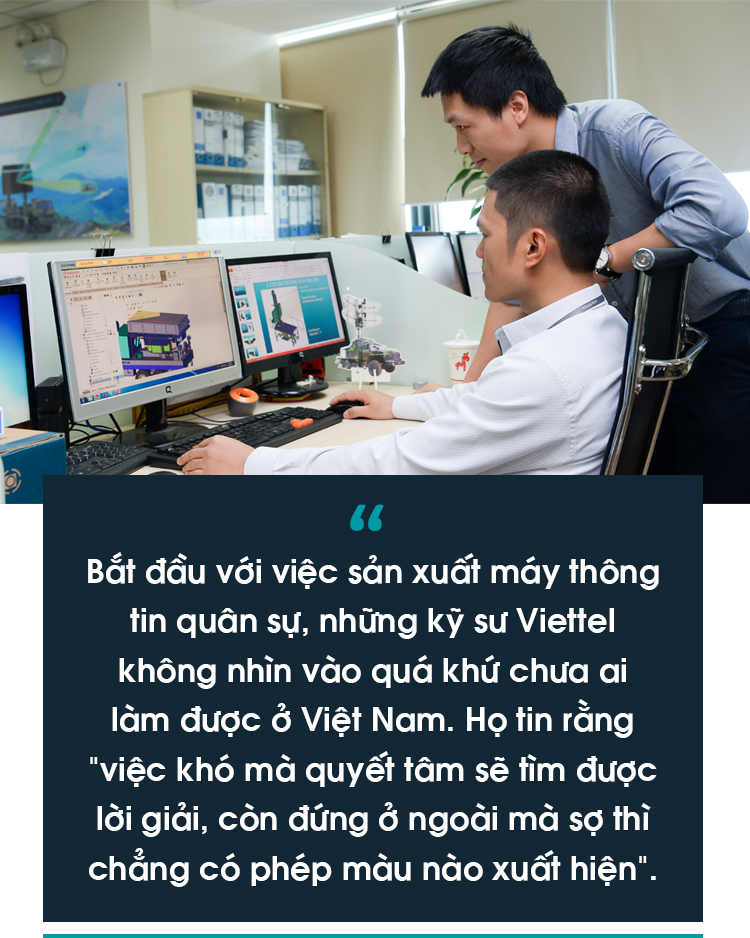 “
Bắt đầu với việc sản xuất máy thông
tin quân sự, những kỹ sư Viettel
không nhìn vào quá khứ chưa ai
làm được ở Việt Nam. Họ tin rằng
"việc khó mà quyết tâm sẽ tìm được
lời giải, còn đứng ở ngoài mà sợ thì
chẳng có phép màu nào xuất hiện".